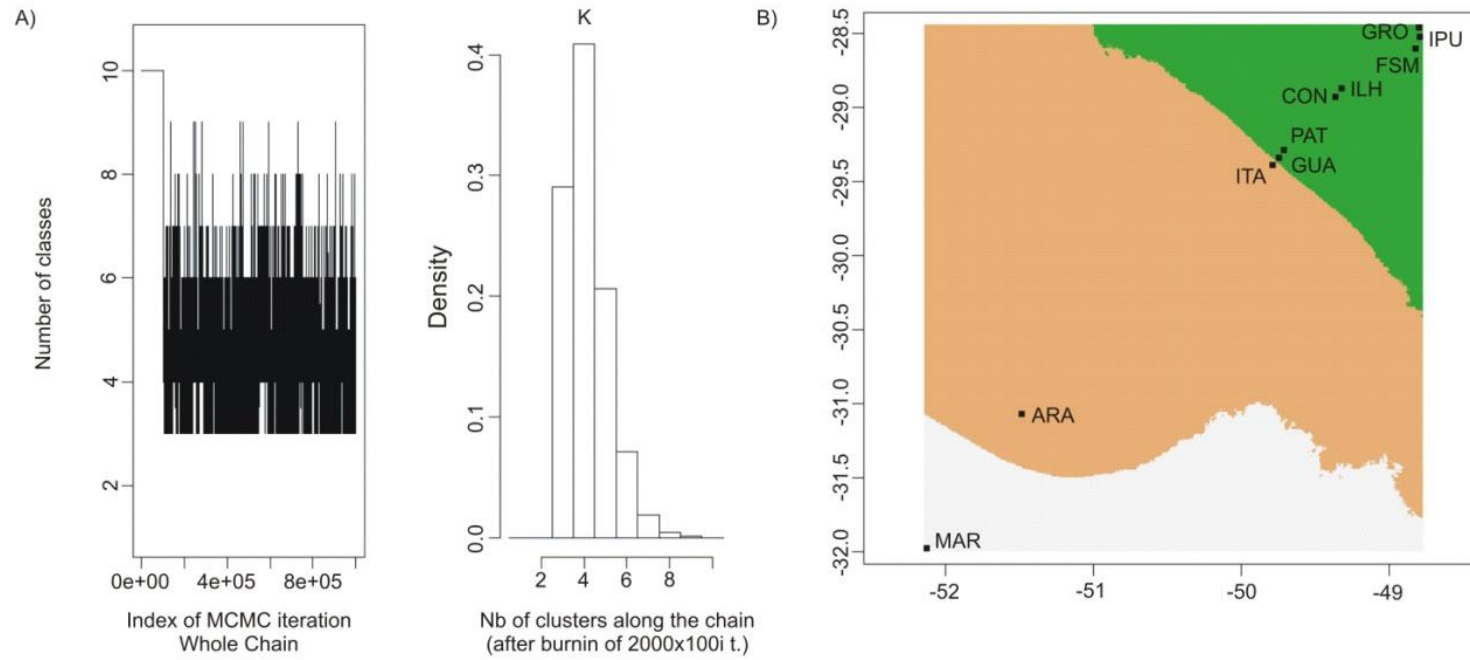 A)
K
B)
Number of classes
10
8
6
4
2
0e+00
4e+05
8e+05
Index of MCMC iteration
Whole Chain
Density
0.4
0.3
0.2
0.1
0.0
2
4
6
8
Nb of clusters along the chain
(after burnin of 2000x100i t.)
-28.5
-29.0
-29.5
-30.0
-30.5
-31.0
-31.5
-32.0
GRO
IPU
FSM
CON
ILH
PAT
GUA
ITA
ARA
MAR
-52
-51
-50
-49